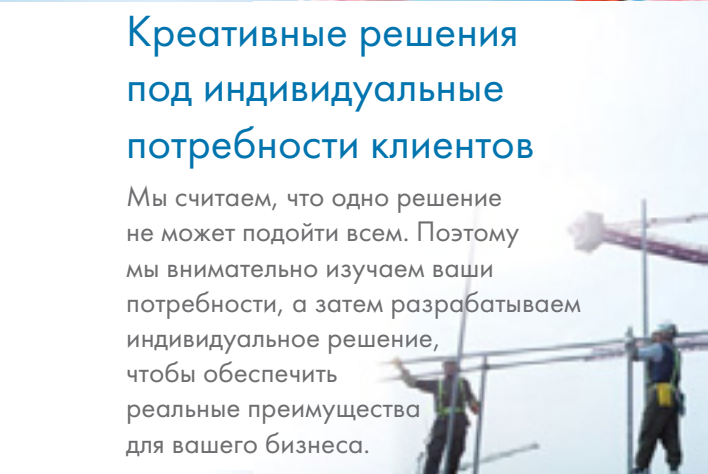 Креативные решения
под индивидуальные
потребности клиентов
Мы считаем, что одно решение
не может подойти всем. Поэтому
мы внимательно изучаем ваши
потребности, а затем разрабатываем
индивидуальное решение,
чтобы обеспечить
реальные преимущества
для вашего бизнеса.